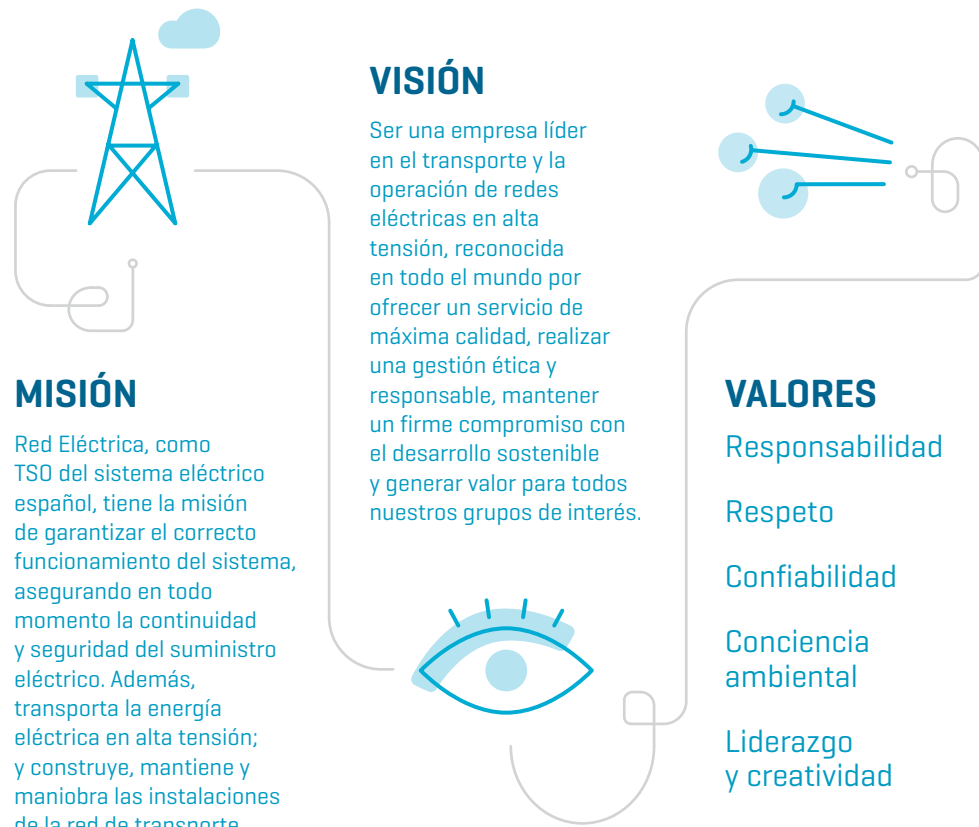 MISIÓN
Red Eléctrica, como
TSO del sistema eléctrico
español, tiene la misión
de garantizar el correcto
funcionamiento del sistema,
asegurando en todo
momento la continuidad
y seguridad del suministro
eléctrico. Además,
transporta la energía
eléctrica en alta tensión;
y construye, mantiene y
maniobra las instalaciones
de la red de transporte
VISIÓN
Ser una empresa líder
en el transporte y la
operación de redes
eléctricas en alta
tensión, reconocida
en todo el mundo por
ofrecer un servicio de
máxima calidad, realizar
una gestión ética y
responsable, mantener
un firme compromiso con
el desarrollo sostenible
y generar valor para todos
nuestros grupos de interés.
VALORES
Responsabilidad
Respeto
Confiabilidad
Conciencia
ambiental
Liderazgo
y creatividad